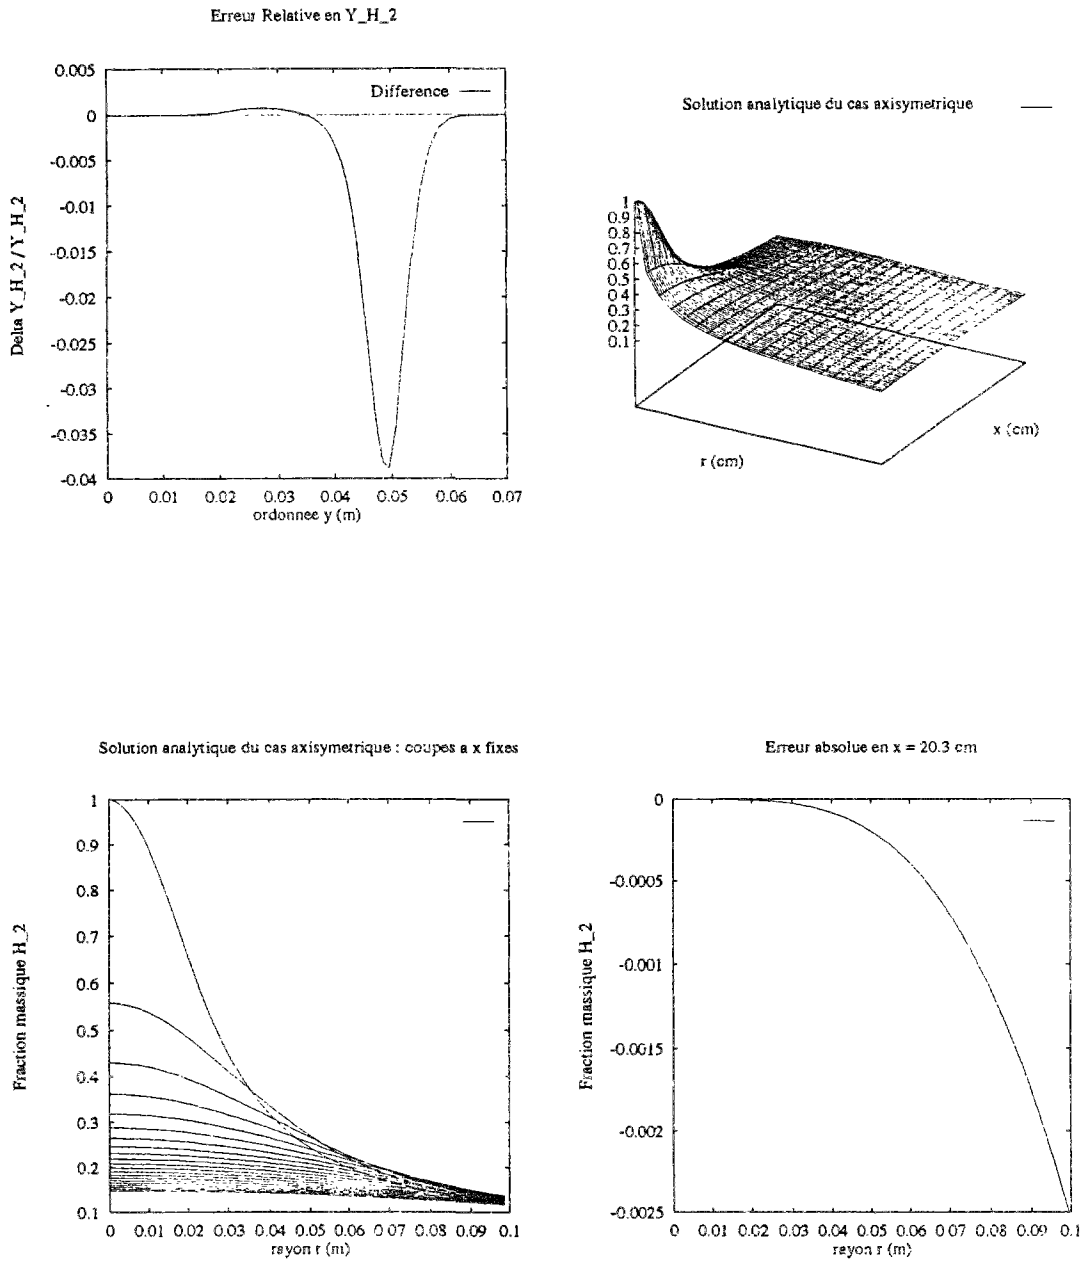 Erreur Relative en Y_H_2
0.005
0
-0.005
-0.01
-0.015
-0.02
-0.025
-0.03
-0.035
-0.04
Difference
Delta Y_H_2 / Y_H_2
0 0.01 0.02 0.03 0.04 0.05 0.06 0.07
ordonnee y (m)
Solution analytique du cas axisymetrique
1
0.9
0.8
0.7
0.6
0.5
0.4
0.3
0.2
0.1
r (cm)
x (cm)
Solution analytique du cas axisymetrique : coupes a x fixes
1
0.9
0.8
0.7
0.6
0.5
0.4
0.3
0.2
0.1
Fraction massique H_2
0 0.01 0.02 0.03 0.04 0.05 0.06 0.07 0.08 0.09 0.1
rayon r (m)
Erreur absolue en x = 20.3 cm
0
-0.0005
-0.001
-0.0015
-0.002
-0.0025
Fraction massique H_2
0 0.01 0.02 0.03 0.04 0.05 0.06 0.07 0.08 0.09 0.1
rayon r (m)